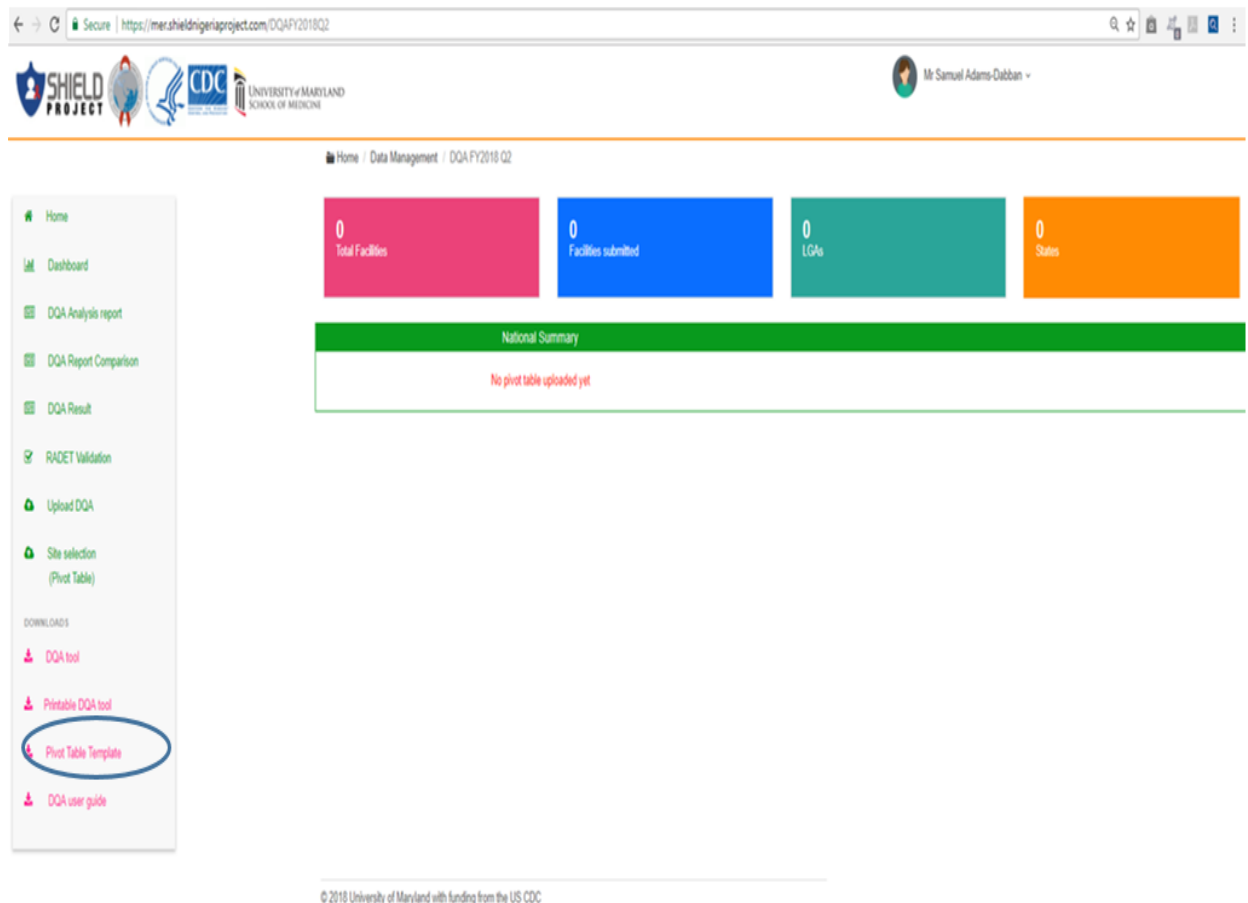 Secure | https://mer.shieldnigeriaproject.com/DQAFY2018Q2
SHIELD
PROJECT
CDC
UNIVERSITY of MARYLAND
SCHOOL OF MEDICINE
Mr Samuel Adams-Dabban
Home / Data Management / DQA FY2018 Q2
Home
Dashboard
DQA Analysis report
DQA Report Comparison
DQA Result
RADET Validation
Upload DQA
Site selection
(Pivot Table)
DOWNLOADS
DQA tool
Printable DQA tool
Pivot Table Template
DQA user guide
0
Total Facilities
0
Facilities submitted
0
LGAs
0
States
National Summary
No pivot table uploaded yet
© 2018 University of Maryland with funding from the US CDC